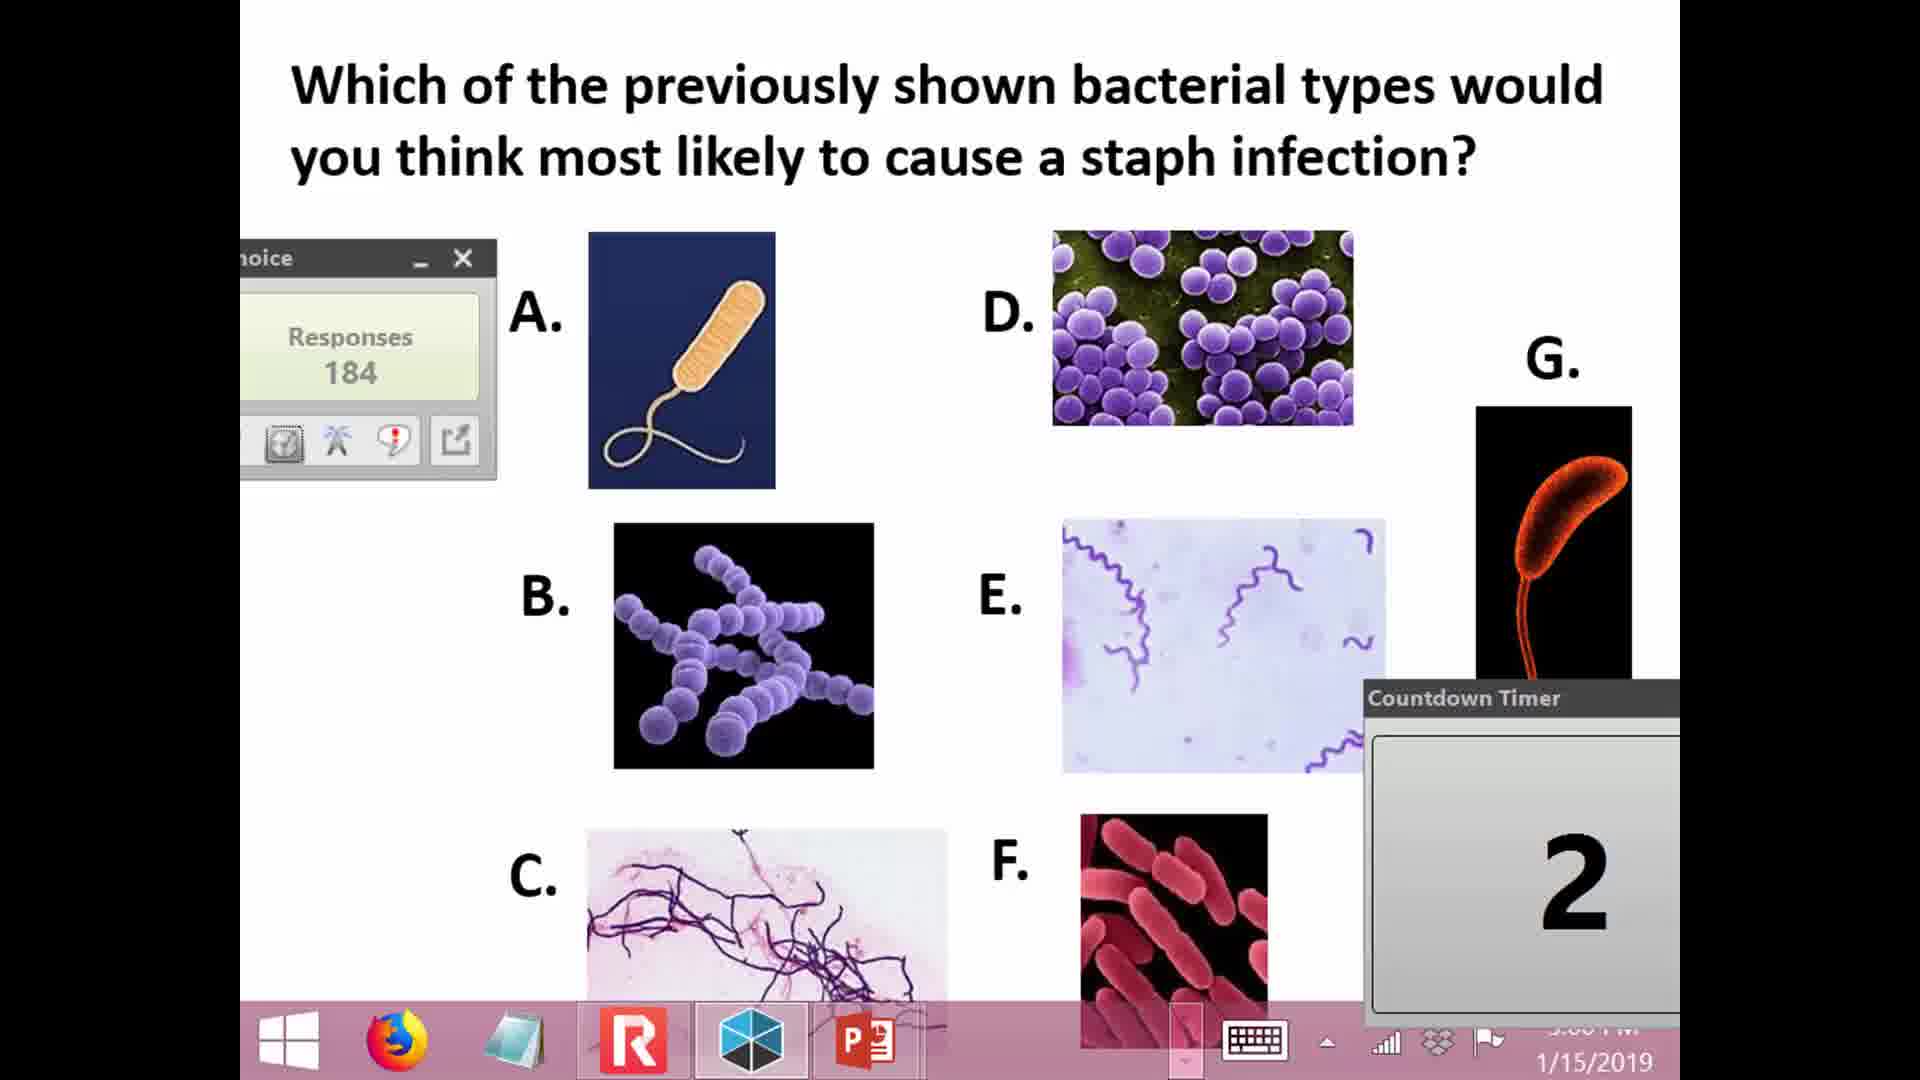 Which of the previously shown bacterial types would
you think most likely to cause a staph infection?
hoice
Responses
184
A.
D.
G.
B.
E.
C.
F.
Countdown Timer
2
1/15/2019